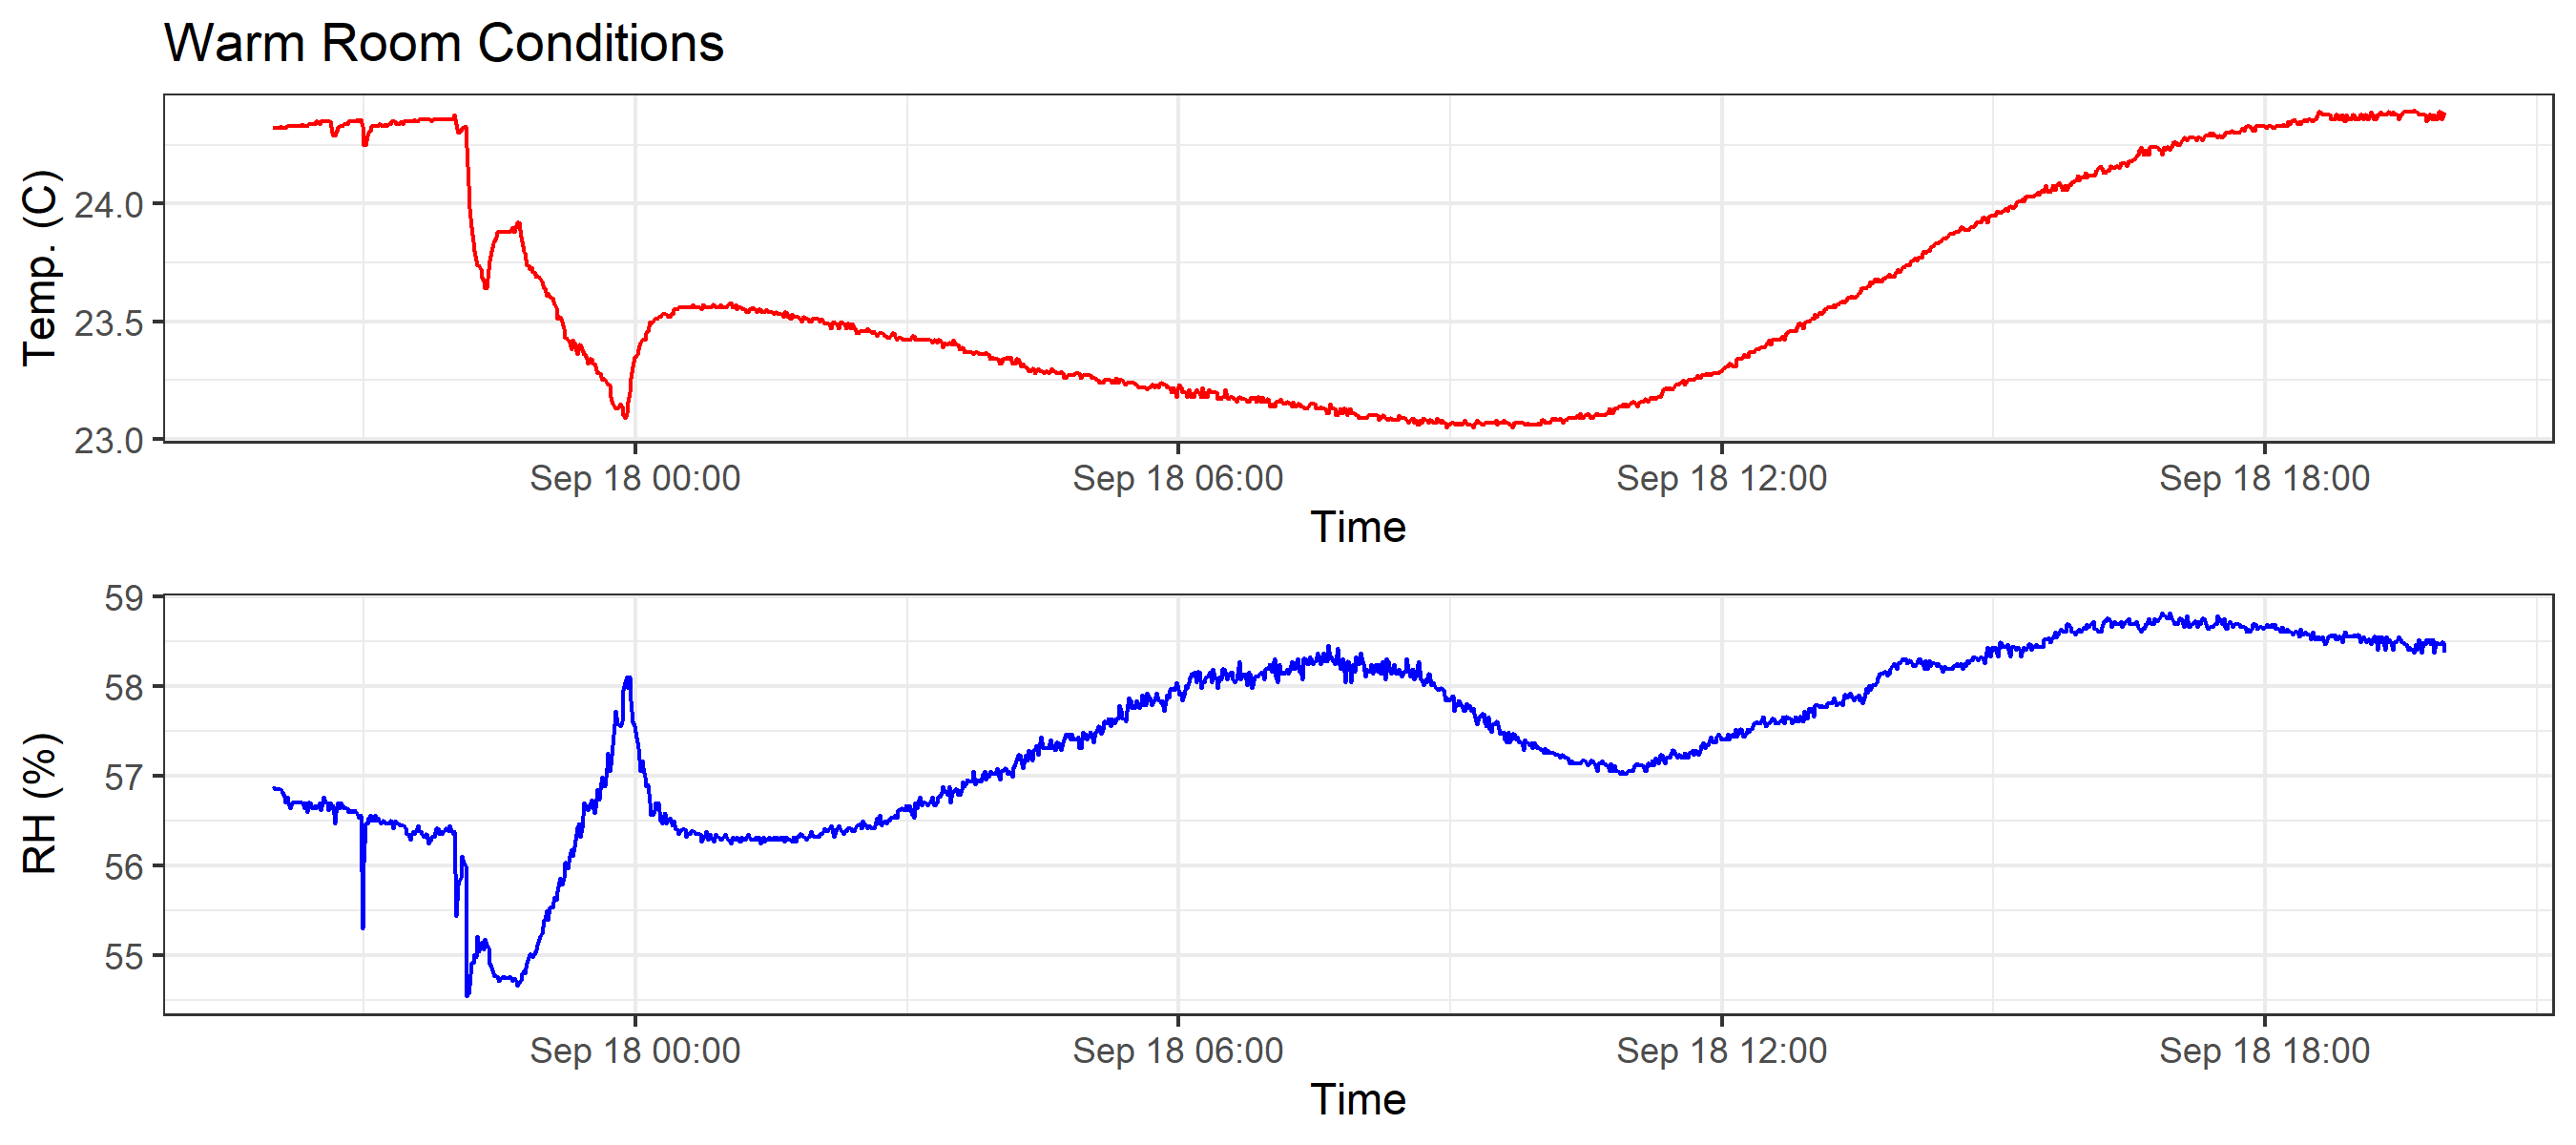 Warm Room Conditions
Temp. (C)
24.0
23.5
23.0
Sep 18 00:00 Sep 18 06:00 Sep 18 12:00 Sep 18 18:00
Time
RH (%)
59
58
57
56
55
Sep 18 00:00 Sep 18 06:00 Sep 18 12:00 Sep 18 18:00
Time